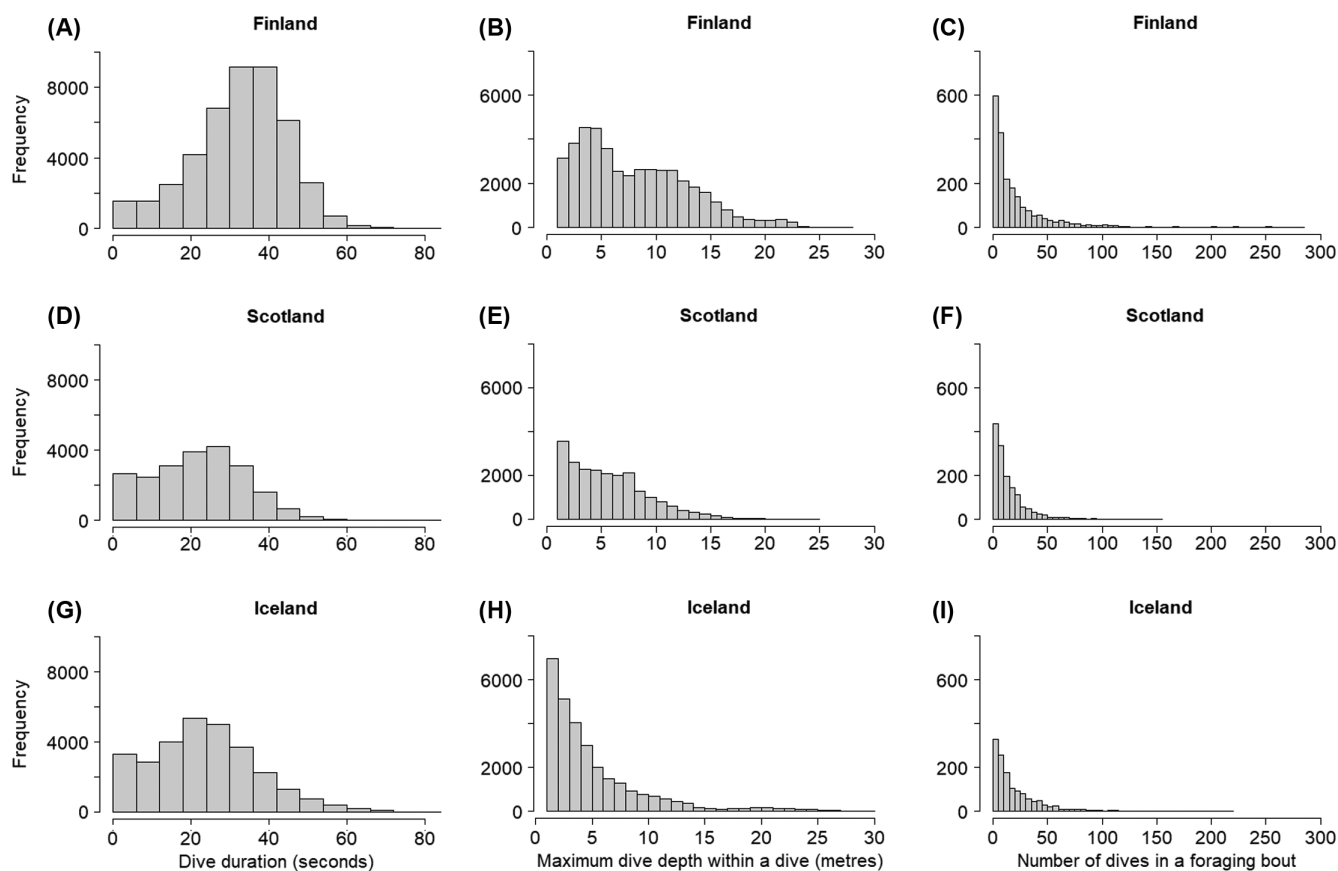 (A) Finland (B) Finland (C) Finland
Frequency
8000
4000
0
0 20 40 60 80
6000
2000
0
0 5 10 15 20 25 30
600
200
0
0 50 100 150 200 250 300
(D) Scotland (E) Scotland (F) Scotland
Frequency
8000
4000
0
0 20 40 60 80
6000
2000
0
0 5 10 15 20 25 30
600
200
0
0 50 100 150 200 250 300
(G) Iceland (H) Iceland (I) Iceland
Frequency
8000
4000
0
0 20 40 60 80
Dive duration (seconds)
6000
2000
0
0 5 10 15 20 25 30
Maximum dive depth within a dive (metres)
600
200
0
0 50 100 150 200 250 300
Number of dives in a foraging bout